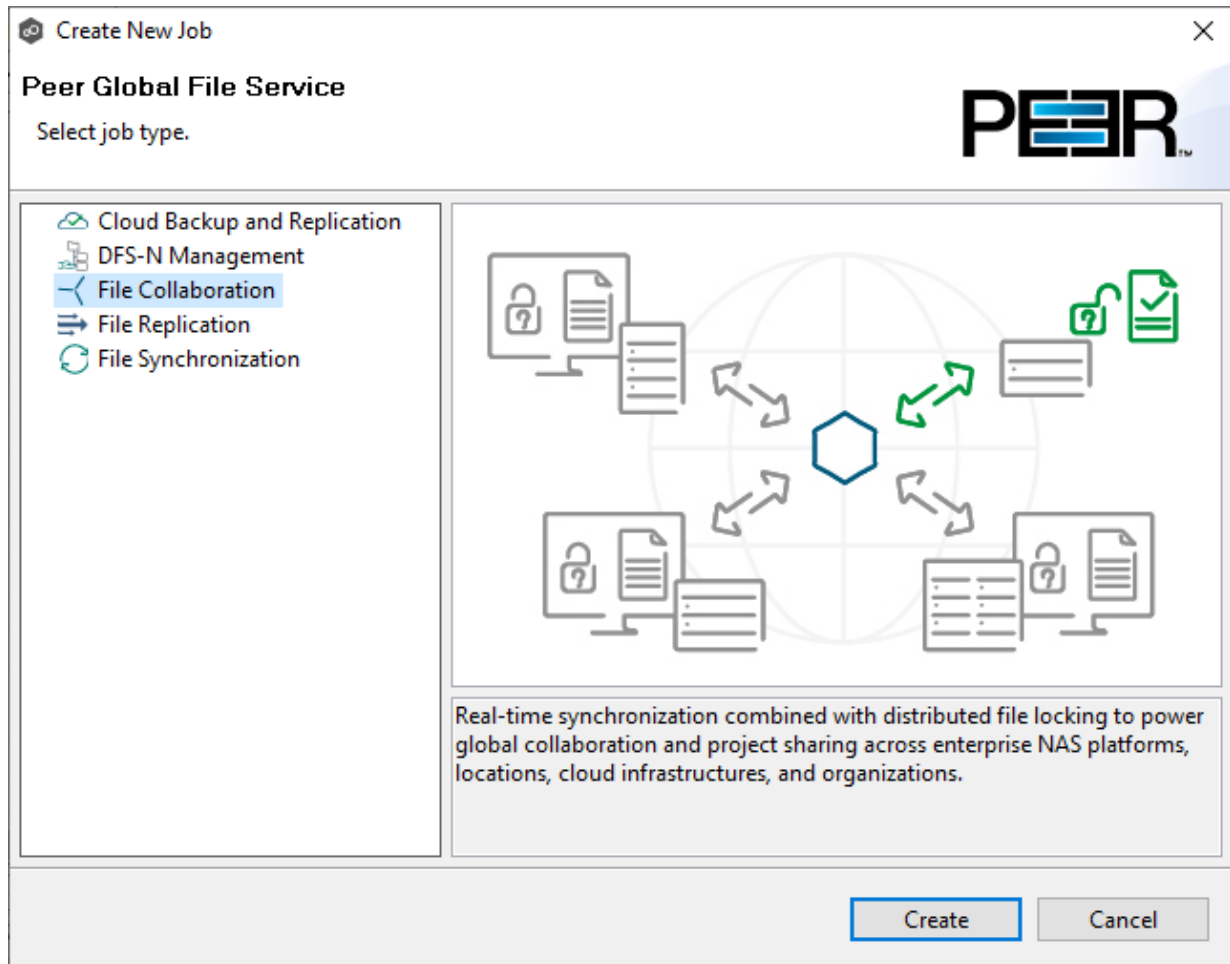 Create New Job
Peer Global File Service
Select job type.
PEER™
Cloud Backup and Replication
DFS-N Management
File Collaboration
File Replication
File Synchronization
?
?
?
?
Real-time synchronization combined with distributed file locking to power
global collaboration and project sharing across enterprise NAS platforms,
locations, cloud infrastructures, and organizations.
Create
Cancel